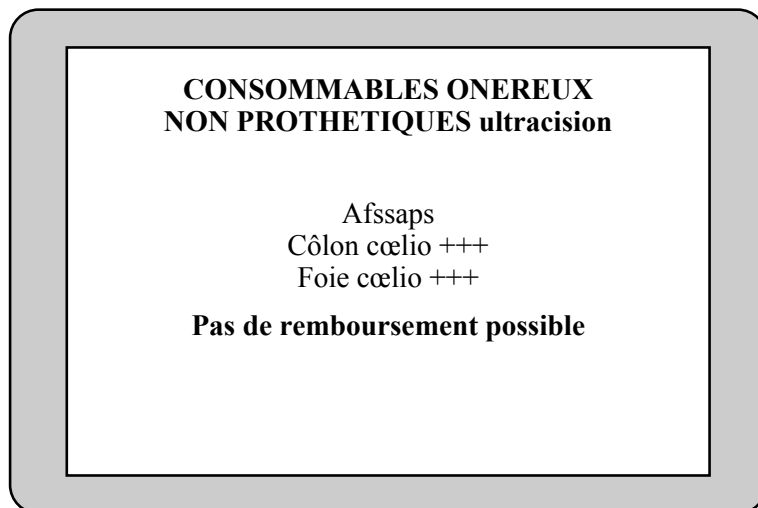 CONSOMMABLES ONEREUX
NON PROTHETIQUES ultracision
Afssaps
Côlon cœlio +++
Foie cœlio +++
Pas de remboursement possible